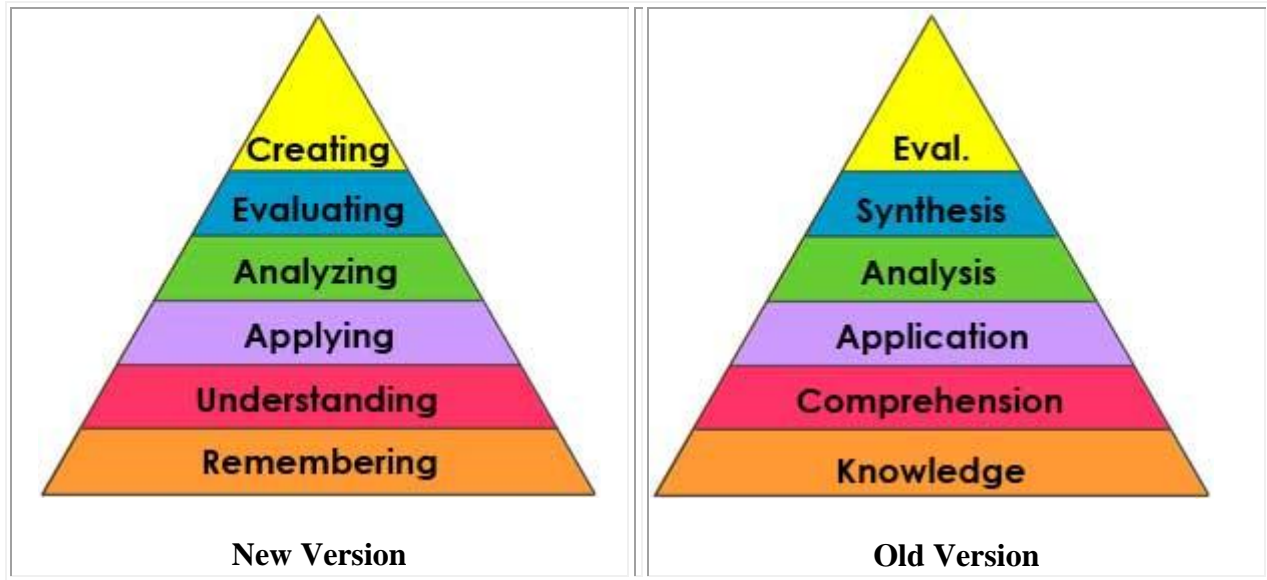 Creating
Evaluating
Analyzing
Applying
Understanding
Remembering
New Version
Eval.
Synthesis
Analysis
Application
Comprehension
Knowledge
Old Version